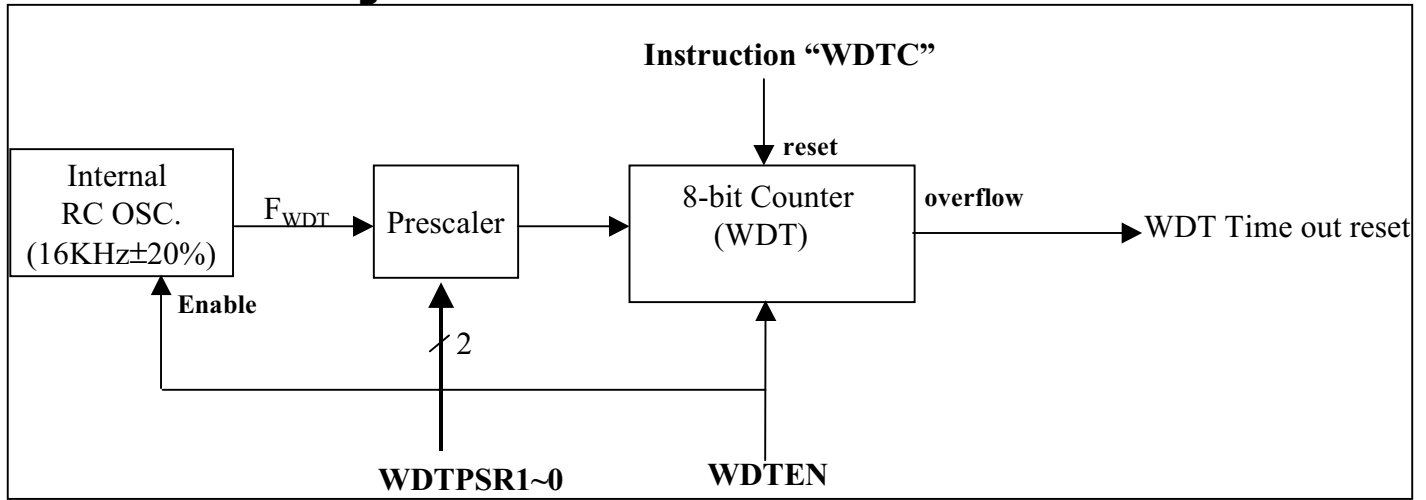 Instruction “WDTC”
reset
Internal
RC OSC.
(16KHz±20%)
FWDT
Prescaler
8-bit Counter
(WDT)
overflow
WDT Time out reset
Enable
2
WDTPSR1~0
WDTEN